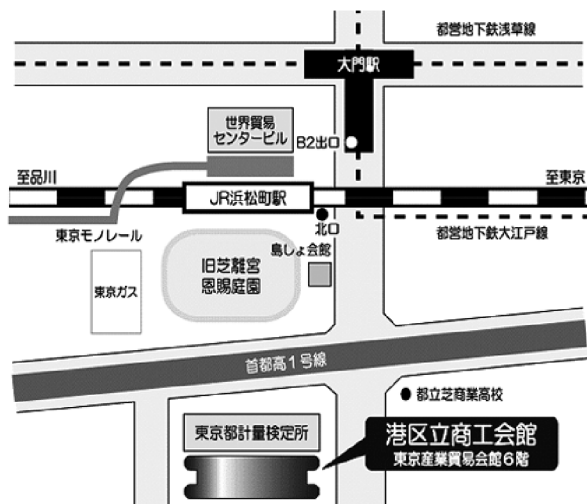 都営地下鉄浅草線
大門駅
世界貿易
センタービル
B2出口
至品川
至東京
JR浜松町駅
北口
東京モノレール
都営地下鉄大江戸線
島しょ会館
旧芝離宮
恩賜庭園
東京ガス
首都高1号線
都立芝商業高校
東京都計量検定所
港区立商工会館
東京産業貿易会館6階